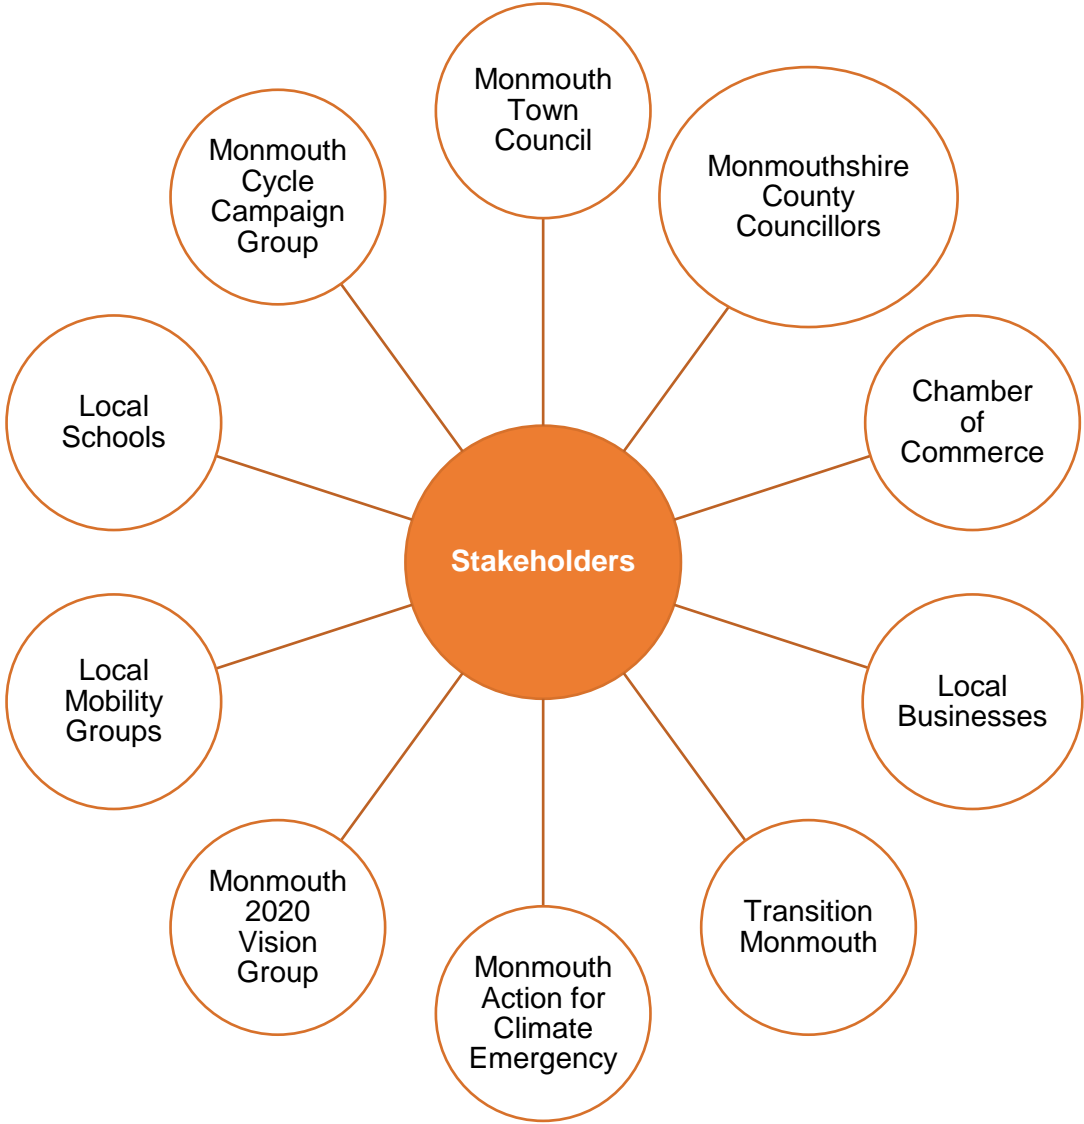 Monmouth
Town
Council
Monmouthshire
County
Councillors
Chamber
of
Commerce
Local
Businesses
Transition
Monmouth
Monmouth
Action for
Climate
Emergency
Monmouth
2020
Vision
Group
Local
Mobility
Groups
Local
Schools
Monmouth
Cycle
Campaign
Group
Stakeholders